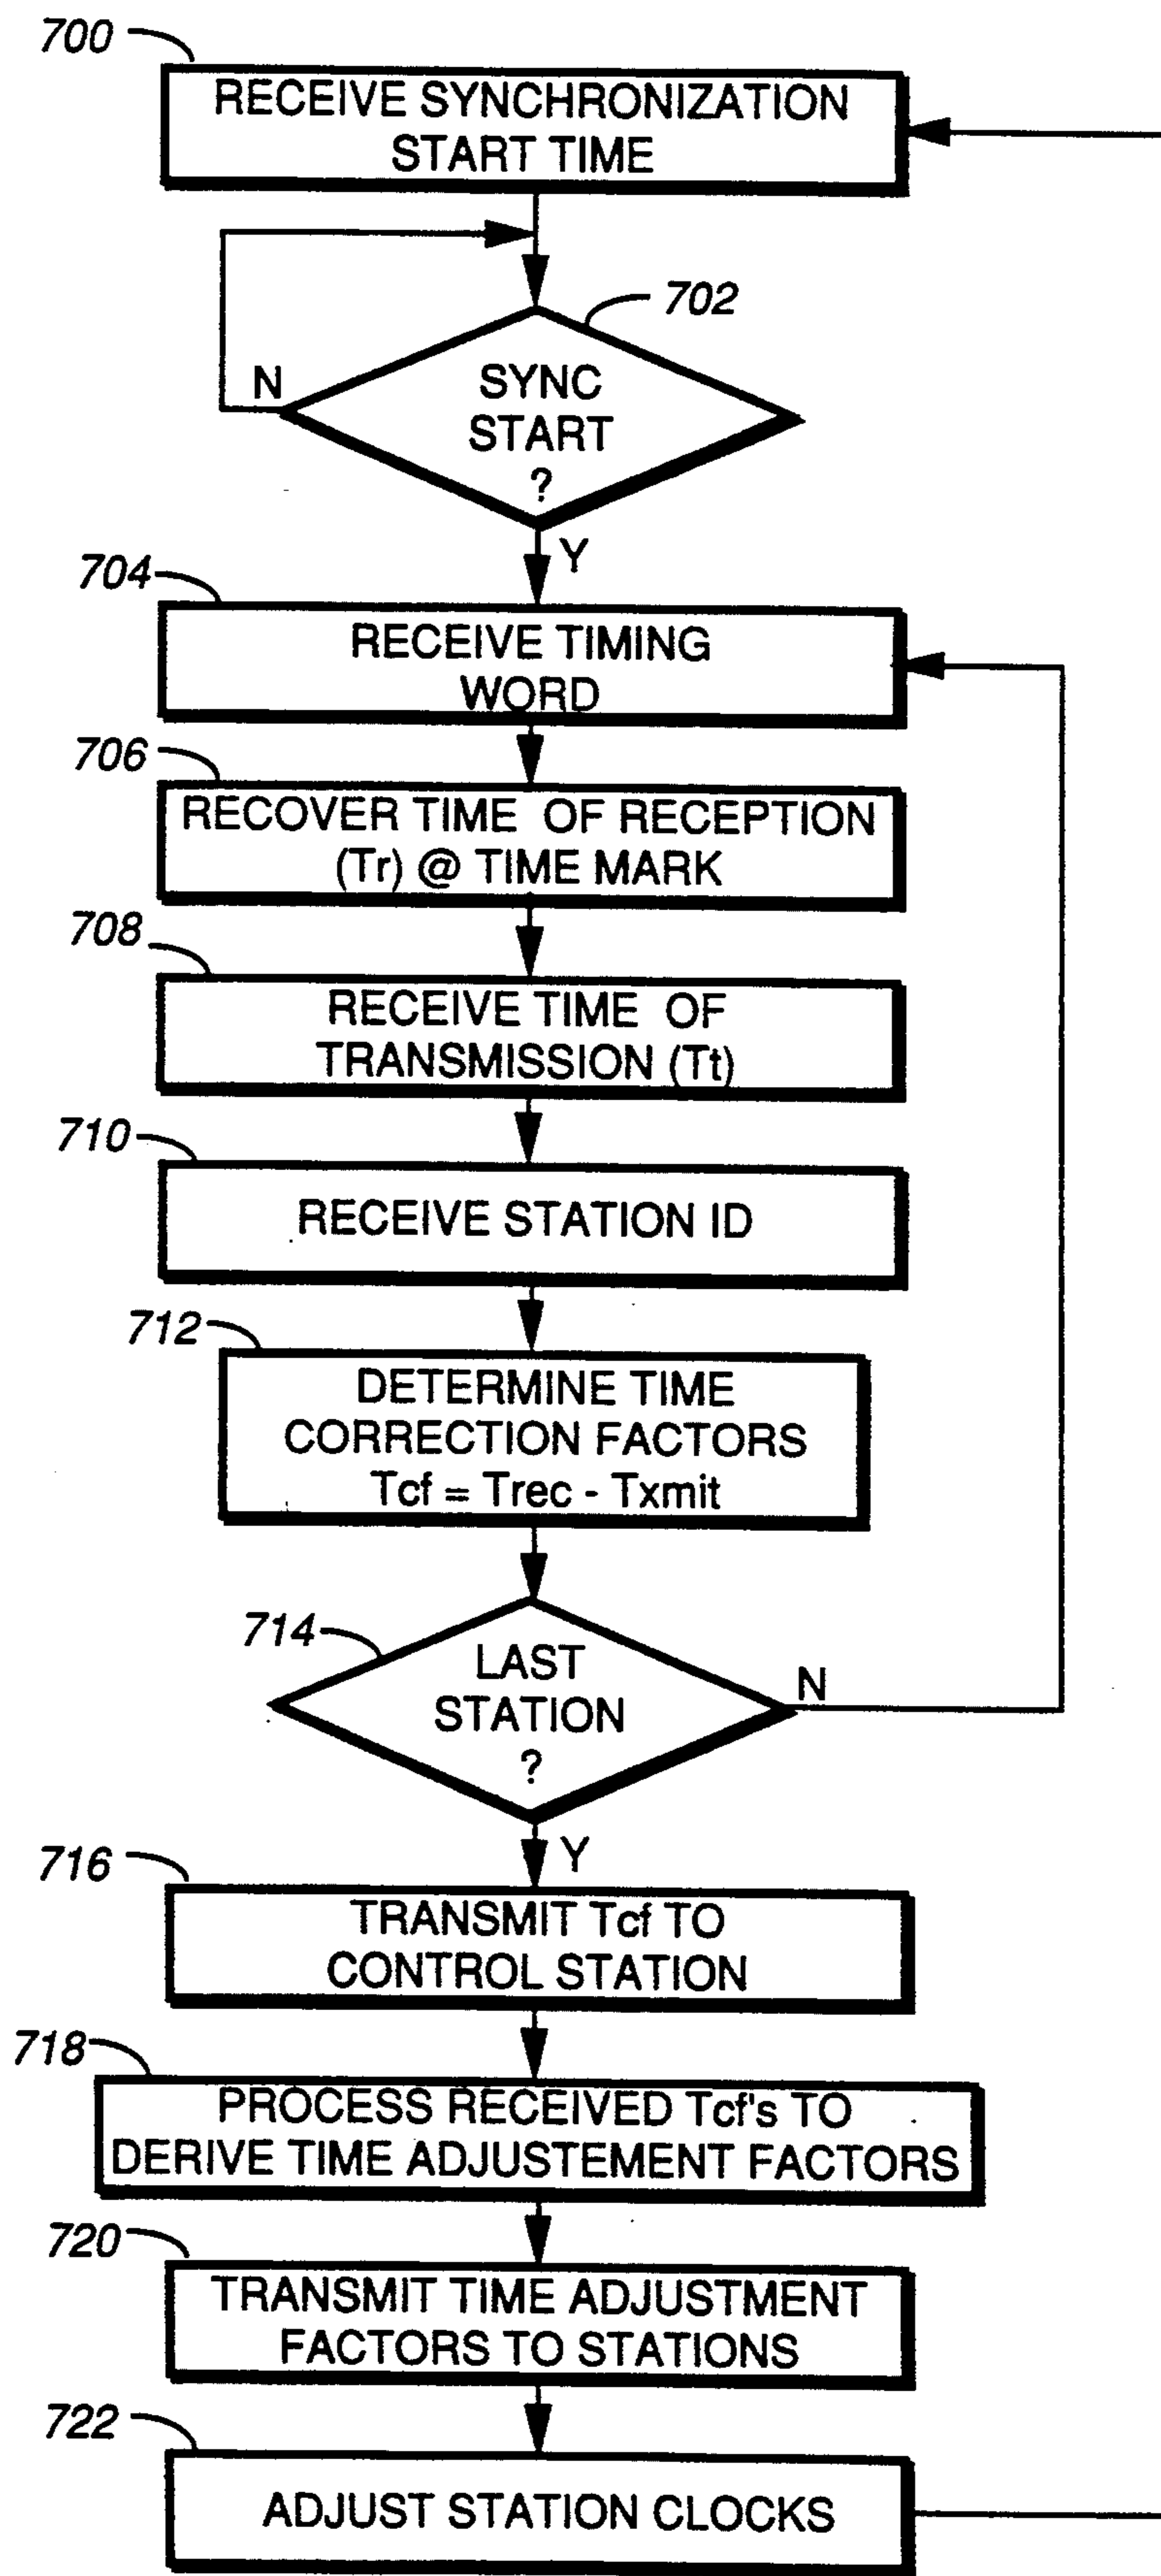 700
RECEIVE SYNCHRONIZATION
START TIME
702
N
SYNC
START
?
Y
704
RECEIVE TIMING
WORD
706
RECOVER TIME OF RECEPTION
(Tr) @ TIME MARK
708
RECEIVE TIME OF
TRANSMISSION (Tt)
710
RECEIVE STATION ID
712
DETERMINE TIME
CORRECTION FACTORS
Tcf = Trec - Txmit
714
LAST
STATION
?
N
Y
716
TRANSMIT Tcf TO
CONTROL STATION
718
PROCESS RECEIVED Tcf's TO
DERIVE TIME ADJUSTEMENT FACTORS
720
TRANSMIT TIME ADJUSTMENT
FACTORS TO STATIONS
722
ADJUST STATION CLOCKS